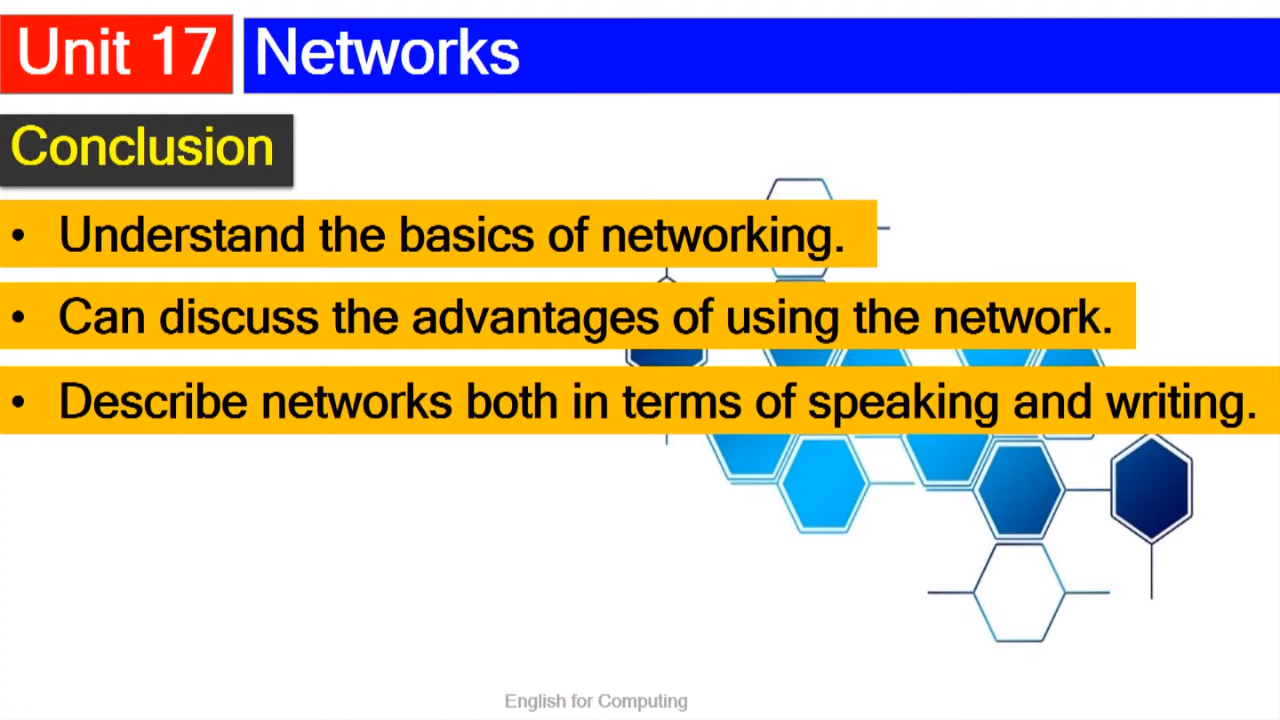 Unit 17 Networks
Conclusion
• Understand the basics of networking.
• Can discuss the advantages of using the network.
• Describe networks both in terms of speaking and writing.
English for Computing